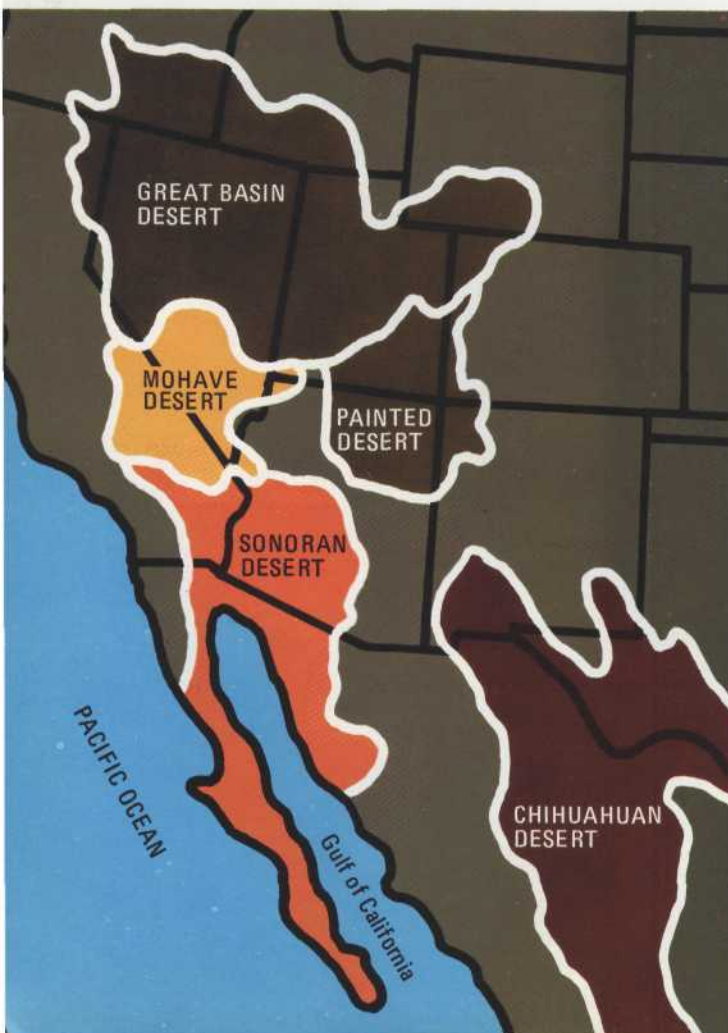 GREAT BASIN
DESERT
MOHAVE
DESERT
PAINTED
DESERT
SONORAN
DESERT
PACIFIC OCEAN
Gulf of California
CHIHUAHUAN
DESERT